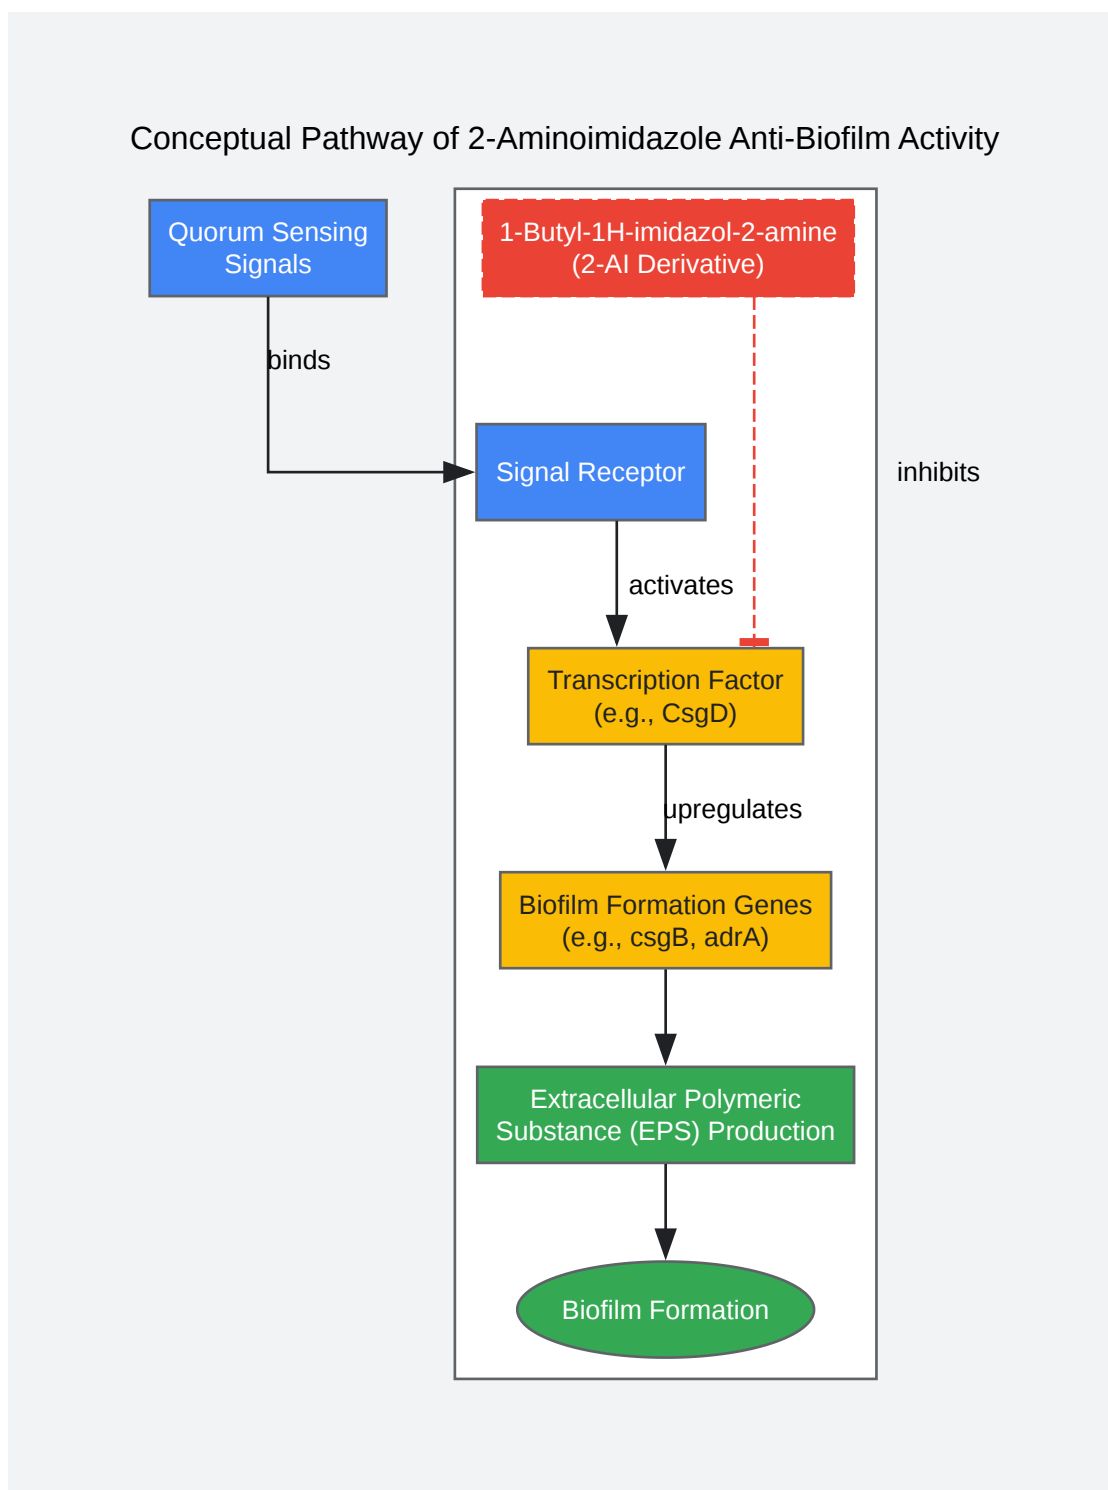 Conceptual Pathway of 2-Aminoimidazole Anti-Biofilm Activity
Quorum Sensing
Signals
1-Butyl-1H-imidazol-2-amine
(2-AI Derivative)
binds
Signal Receptor
inhibits
activates
Transcription Factor
(e.g., CsgD)
upregulates
Biofilm Formation Genes
(e.g., csgB, adrA)
Extracellular Polymeric
Substance (EPS) Production
Biofilm Formation